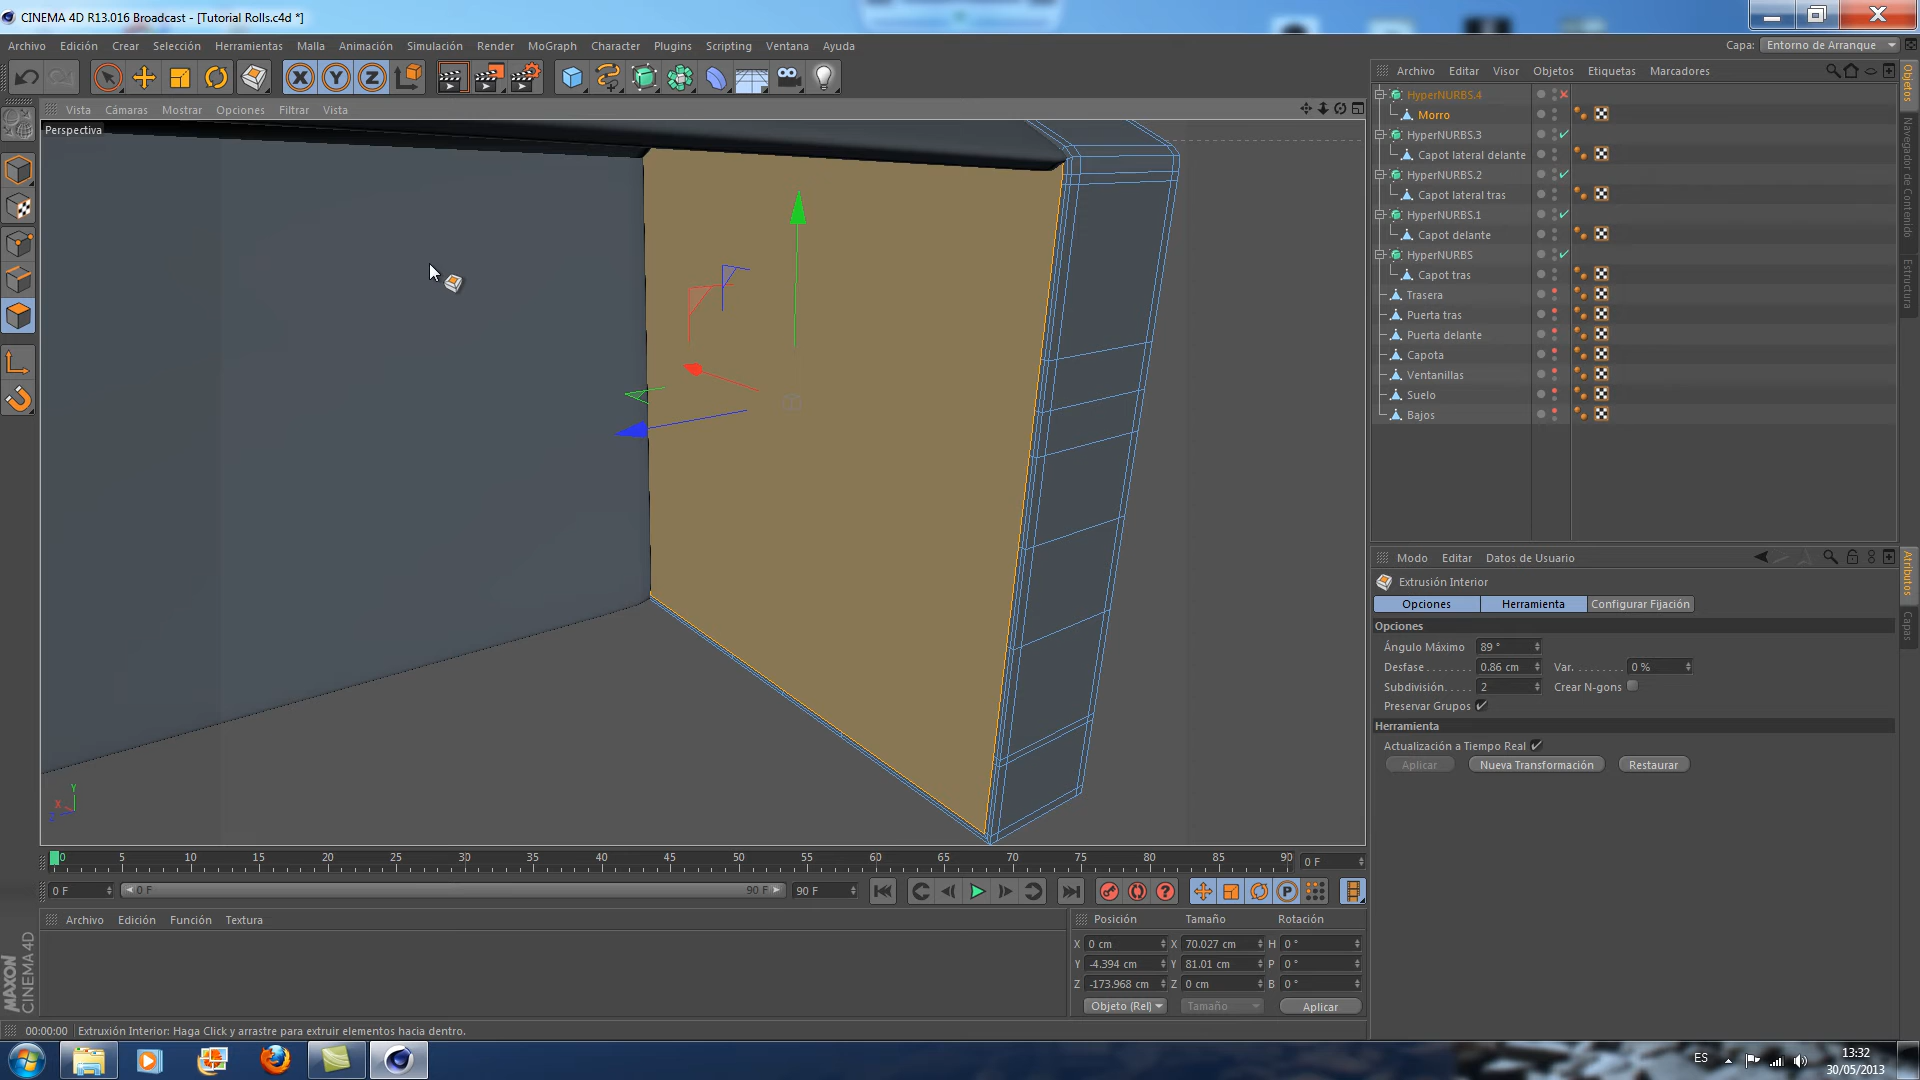 CINEMA 4D R13.016 Broadcast - [Tutorial Rolls.c4d *]
Archivo Edición Crear Selección Herramientas Malla Animación Simulación Render MoGraph Character Plugins Scripting Ventana Ayuda
Capa: Entorno de Arranque
X Y Z
Archivo Editar Visor Objetos Etiquetas Marcadores
Vista Cámaras Mostrar Opciones Filtrar Vista
Perspectiva
HyperNURBS.4
Morro
HyperNURBS.3
Capot lateral delante
HyperNURBS.2
Capot lateral tras
HyperNURBS.1
Capot delante
HyperNURBS
Capot tras
Trasera
Puerta tras
Puerta delante
Capota
Ventanillas
Suelo
Bajos
Objetos
Navegador de Contenido
Estructura
Modo Editar Datos de Usuario
Extrusión Interior
Opciones Herramienta Configurar Fijación
Opciones
Ángulo Máximo 89 °
Desfase . . . . . . . . 0.86 cm Var. . . . . . . . . 0 %
Subdivisión. . . . . 2 Crear N-gons
Preservar Grupos
Herramienta
Actualización a Tiempo Real
Aplicar Nueva Transformación Restaurar
Atributos
Capas
Y
X
Z
0 5 10 15 20 25 30 35 40 45 50 55 60 65 70 75 80 85 90 0 F
0 F 0 F 90 F 90 F
Archivo Edición Función Textura
Posición Tamaño Rotación
X 0 cm X 70.027 cm H 0 °
Y -4.394 cm Y 81.01 cm P 0 °
Z -173.968 cm Z 0 cm B 0 °
Objeto (Rel) Tamaño Aplicar
MAXON
CINEMA 4D
00:00:00 Extruxión Interior: Haga Click y arrastre para extruir elementos hacia dentro.
ES
13:32
30/05/2013